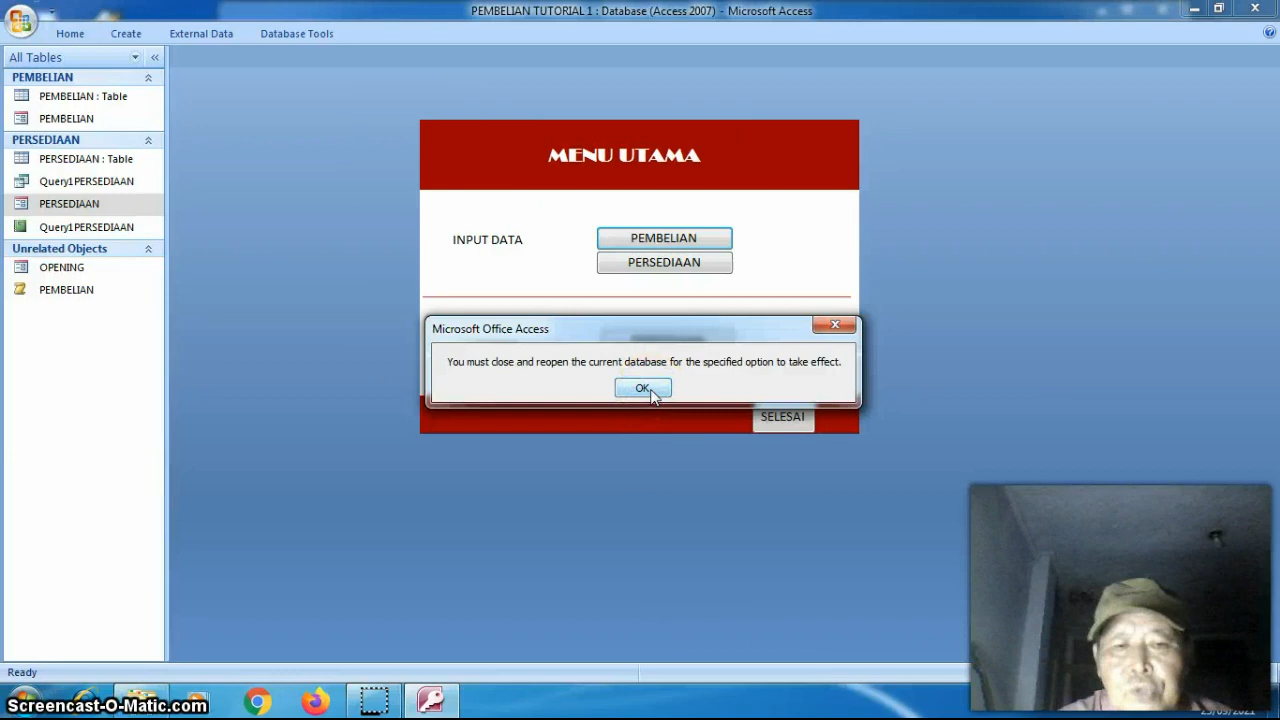 PEMBELIAN TUTORIAL 1 : Database (Access 2007) - Microsoft Access
Home Create External Data Database Tools
All Tables
PEMBELIAN
PEMBELIAN : Table
PEMBELIAN
PERSEDIAAN
PERSEDIAAN : Table
Query1PERSEDIAAN
PERSEDIAAN
Query1PERSEDIAAN
Unrelated Objects
OPENING
PEMBELIAN
MENU UTAMA
INPUT DATA
PEMBELIAN
PERSEDIAAN
Microsoft Office Access
You must close and reopen the current database for the specified option to take effect.
OK
SELESAI
Ready
Screencast-O-Matic.com